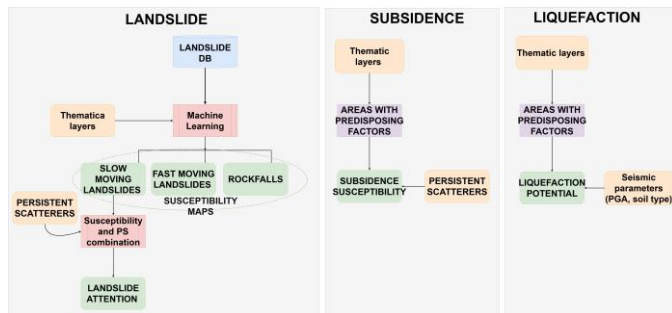 LANDSLIDE
LANDSLIDE
DB
Thematica
layers
Machine
Learning
SLOW
MOVING
LANDSLIDES
FAST MOVING
LANDSLIDES
ROCKFALLS
SUSCEPTIBILITY
MAPS
PERSISTENT
SCATTERERS
Susceptibility
and PS
combination
LANDSLIDE
ATTENTION
SUBSIDENCE
Thematic
layers
AREAS WITH
PREDISPOSING
FACTORS
SUBSIDENCE
SUSCEPTIBILITY
PERSISTENT
SCATTERERS
LIQUEFACTION
Thematic layers
AREAS WITH
PREDISPOSING
FACTORS
LIQUEFACTION
POTENTIAL
Seismic
parameters
(PGA, soil type)